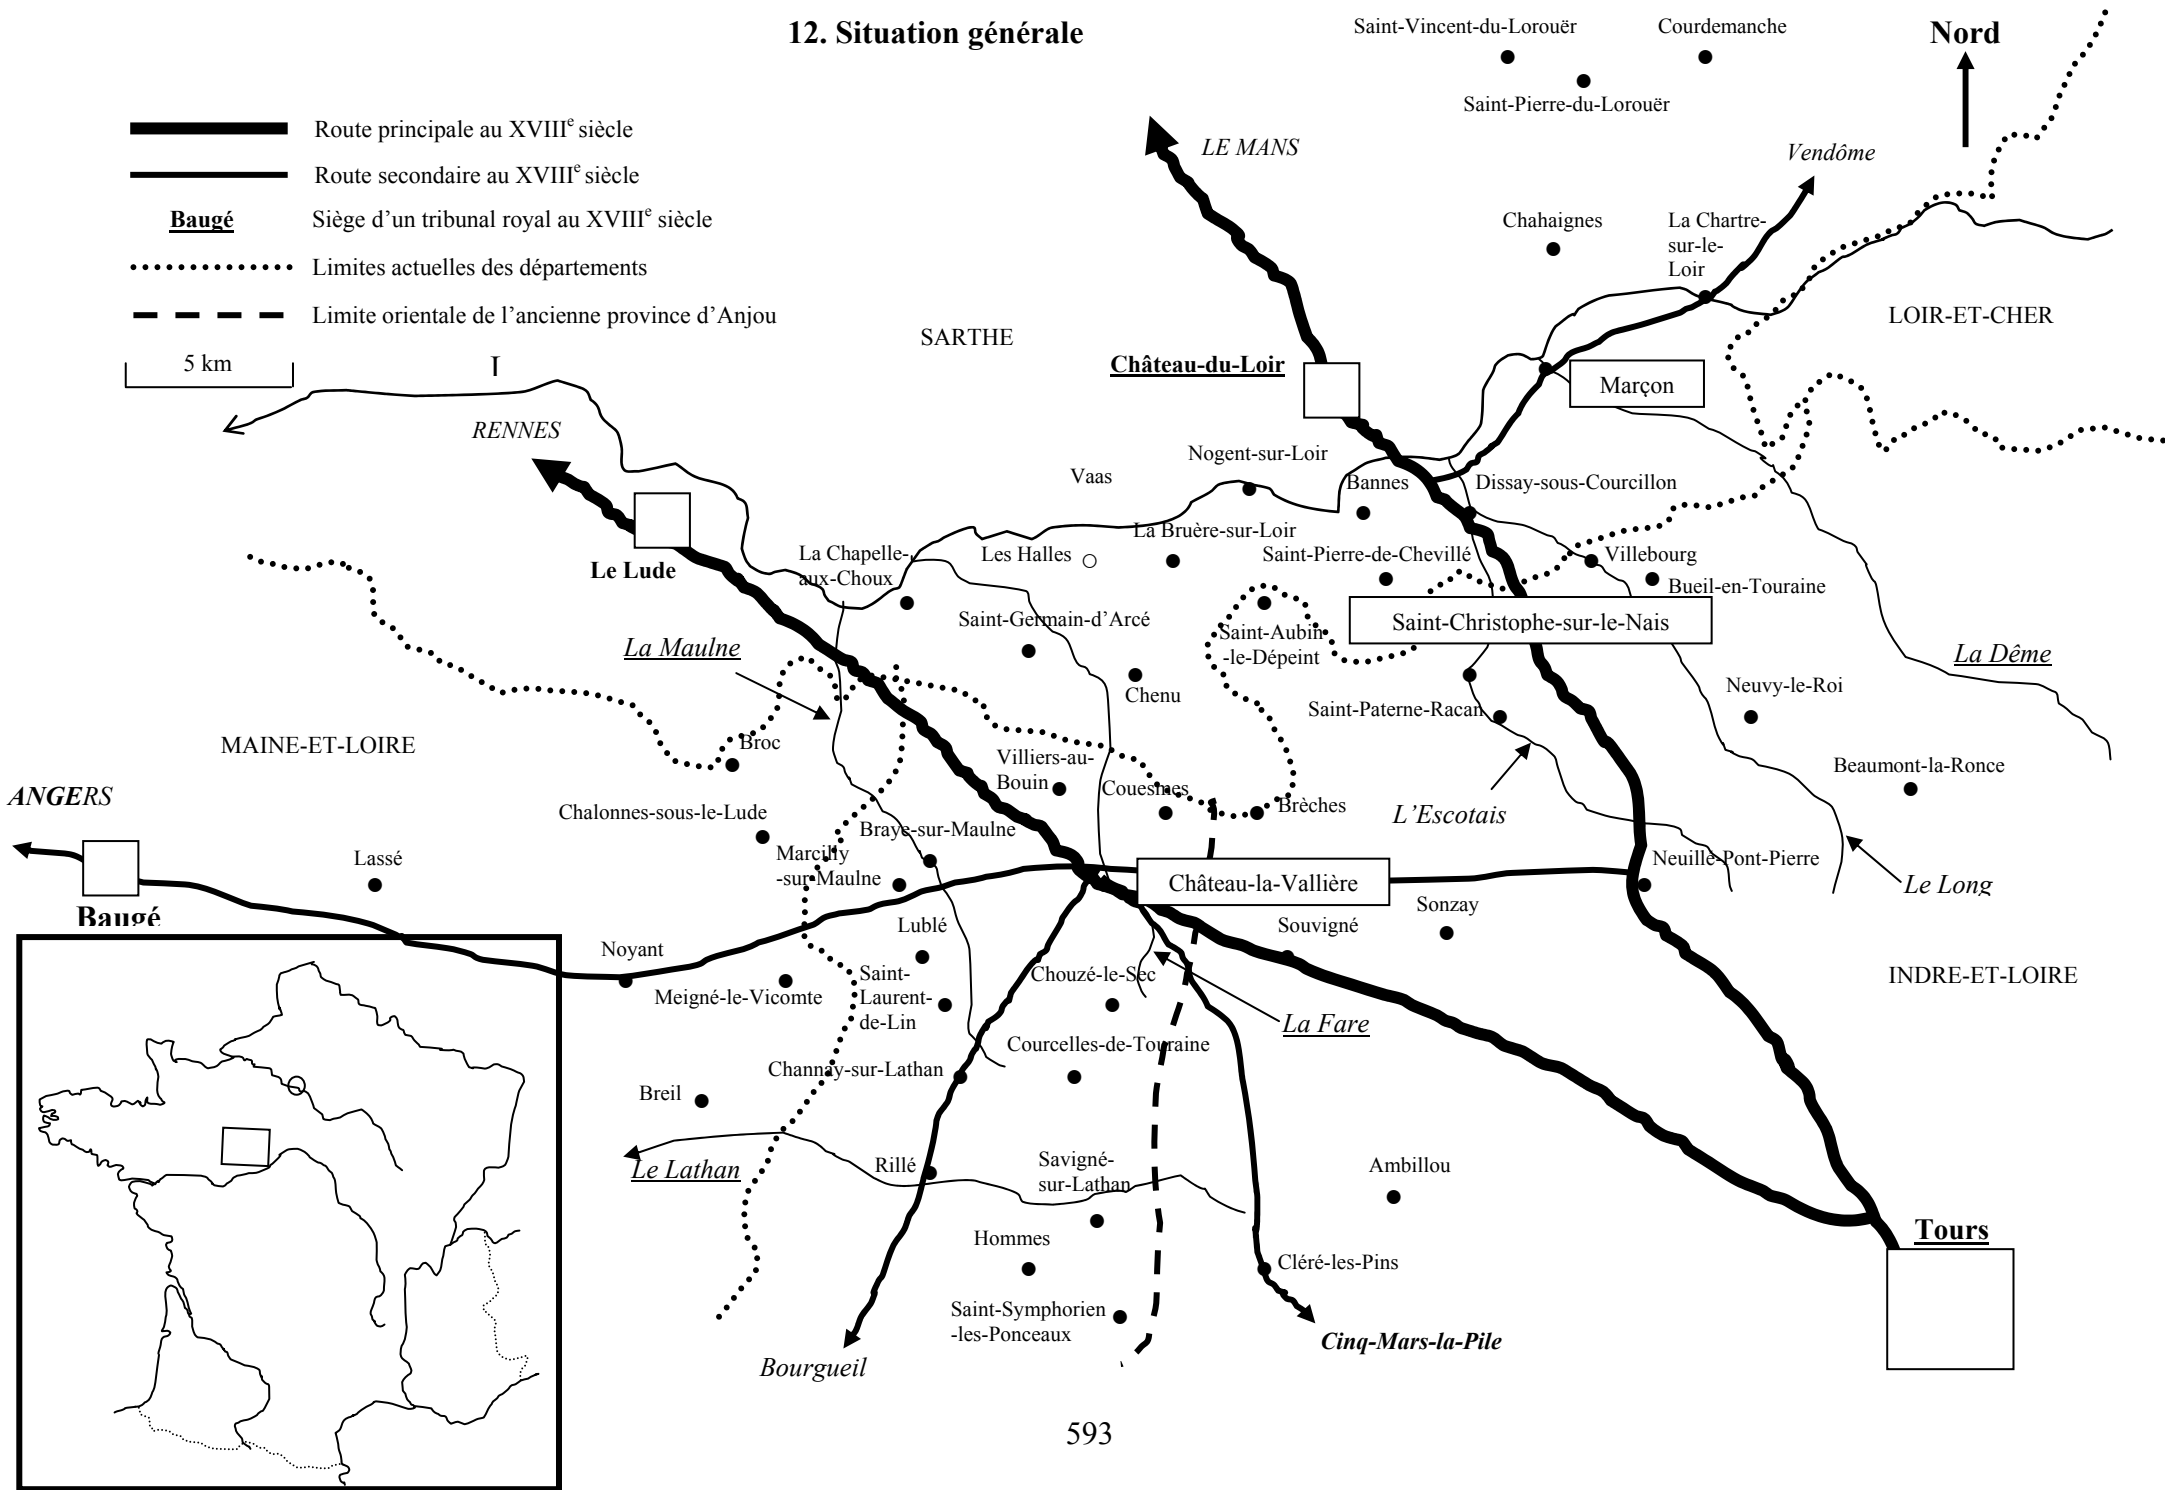 12. Situation générale
Saint-Vincent-du-Lorouër
Courdemanche
Nord
Saint-Pierre-du-Lorouër
Route principale au XVIIIe siècle
Route secondaire au XVIIIe siècle
Baugé
Siège d'un tribunal royal au XVIIIe siècle
Limites actuelles des départements
Limite orientale de l'ancienne province d'Anjou
5 km
LE MANS
Vendôme
Chahaignes
La Chartre-
sur-le-
Loir
SARTHE
LOIR-ET-CHER
Château-du-Loir
Marçon
RENNES
Nogent-sur-Loir
Vaas
Bannes
Dissay-sous-Courcillon
La Bruère-sur-Loir
Le Lude
La Chapelle-
aux-Choux
Les Halles
Saint-Pierre-de-Chevillé
Villebourg
Bueil-en-Touraine
Saint-Germain-d'Arcé
Saint-Christophe-sur-le-Nais
Saint-Aubin
-le-Dépeint
La Maulne
La Dême
Chenu
Neuvy-le-Roi
Saint-Paterne-Racan
MAINE-ET-LOIRE
Broc
Villiers-au-
Bouin
Beaumont-la-Ronce
ANGERS
Couesmes
Brèches
L'Escotais
Chalonnes-sous-le-Lude
Braye-sur-Maulne
Lassé
Marcilly
-sur-Maulne
Neuillé-Pont-Pierre
Château-la-Vallière
Le Long
Baugé
Sonzay
Lublé
Souvigné
Noyant
Saint-
Laurent-
de-Lin
Chouzé-le-Sec
INDRE-ET-LOIRE
Meigné-le-Vicomte
La Fare
Courcelles-de-Touraine
Channay-sur-Lathan
Breil
Le Lathan
Rillé
Savigné-
sur-Lathan
Ambillou
Hommes
Tours
Cléré-les-Pins
Saint-Symphorien
-les-Ponceaux
Cinq-Mars-la-Pile
Bourgueil
593